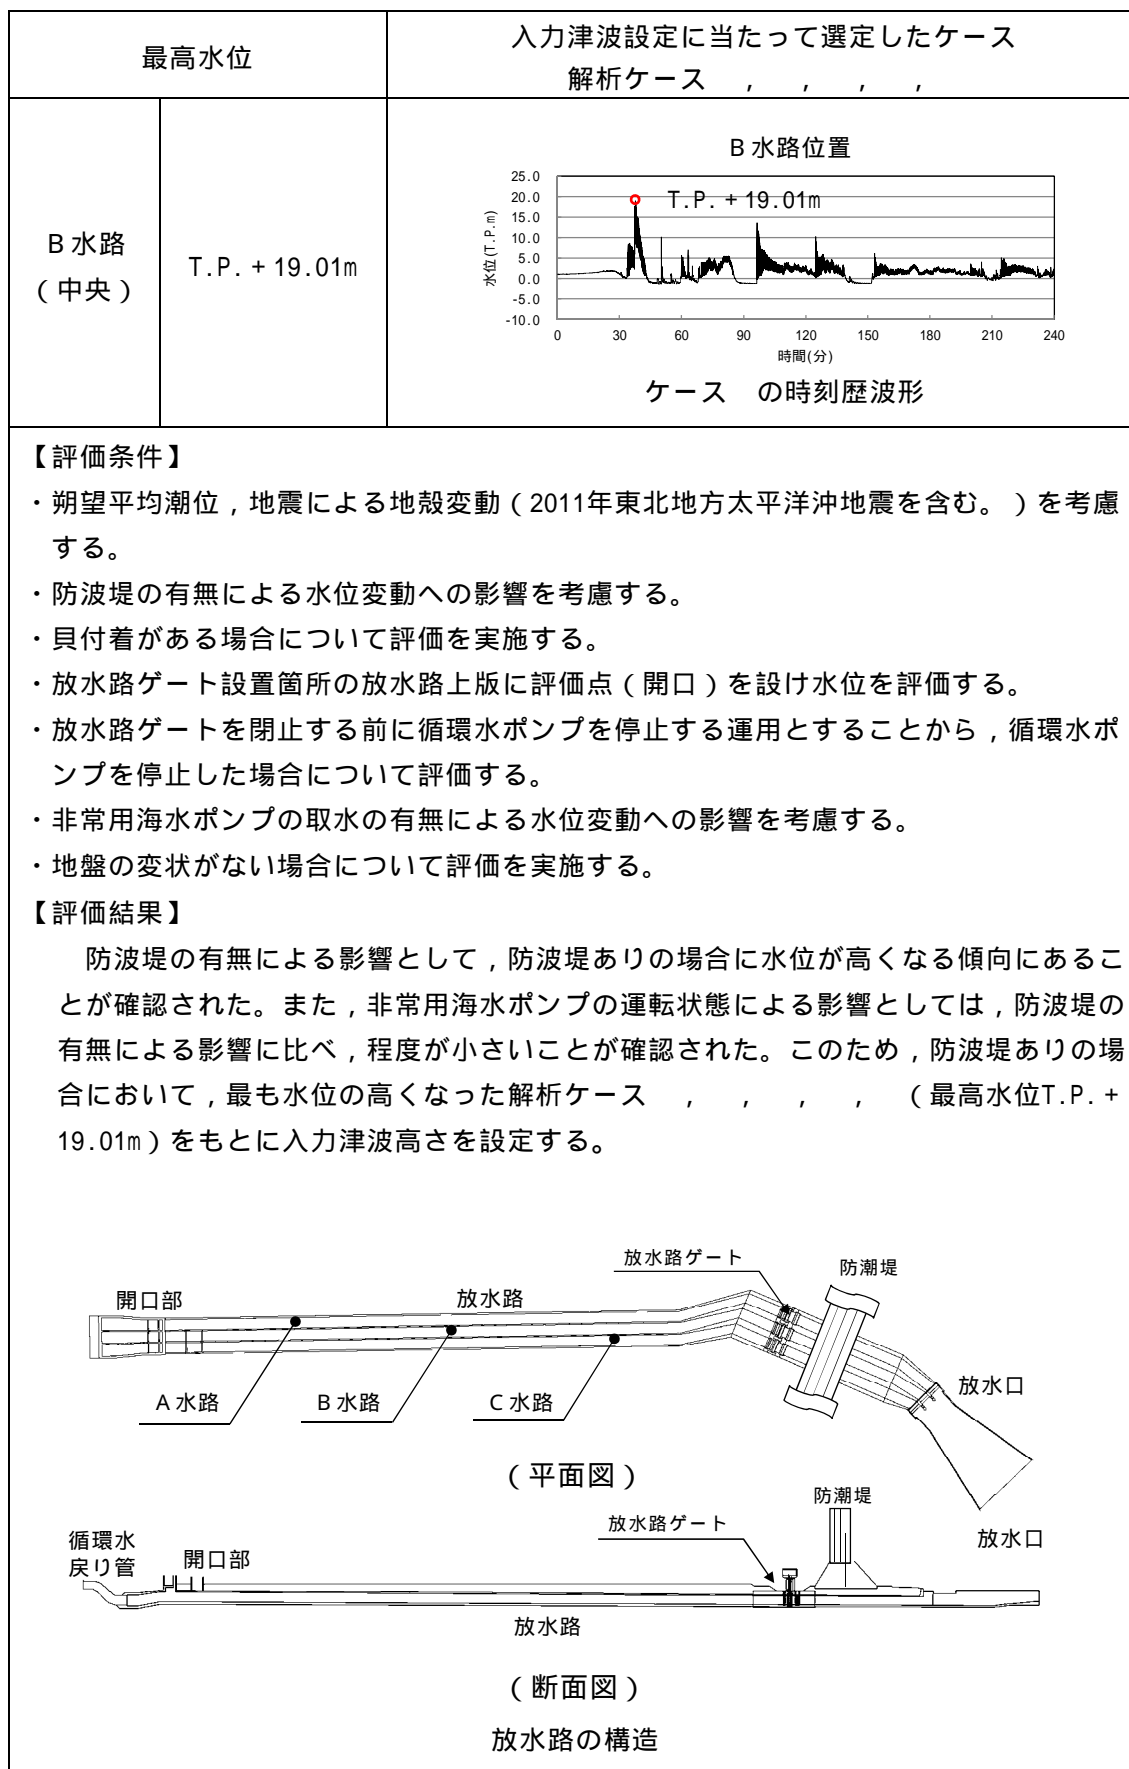 最高水位
入力津波設定に当たって選定したケース
解析ケース　，　，　，　，
B水路
（中央）
T.P.＋19.01m
B水路位置
T.P.＋19.01m
水位(T.P.m)
25.0
20.0
15.0
10.0
5.0
0.0
-5.0
-10.0
0 30 60 90 120 150 180 210 240
時間(分)
ケース　の時刻歴波形
【評価条件】
・朔望平均潮位，地震による地殻変動（2011年東北地方太平洋沖地震を含む。）を考慮
する。
・防波堤の有無による水位変動への影響を考慮する。
・貝付着がある場合について評価を実施する。
・放水路ゲート設置箇所の放水路上版に評価点（開口）を設け水位を評価する。
・放水路ゲートを閉止する前に循環水ポンプを停止する運用とすることから，循環水ポ
ンプを停止した場合について評価する。
・非常用海水ポンプの取水の有無による水位変動への影響を考慮する。
・地盤の変状がない場合について評価を実施する。
【評価結果】
防波堤の有無による影響として，防波堤ありの場合に水位が高くなる傾向にあるこ
とが確認された。また，非常用海水ポンプの運転状態による影響としては，防波堤の
有無による影響に比べ，程度が小さいことが確認された。このため，防波堤ありの場
合において，最も水位の高くなった解析ケース　，　，　，　，　（最高水位T.P.＋
19.01m）をもとに入力津波高さを設定する。
放水路ゲート
防潮堤
開口部
放水路
A水路
B水路
C水路
放水口
（平面図）
防潮堤
放水路ゲート
放水口
循環水
戻り管
開口部
放水路
（断面図）
放水路の構造